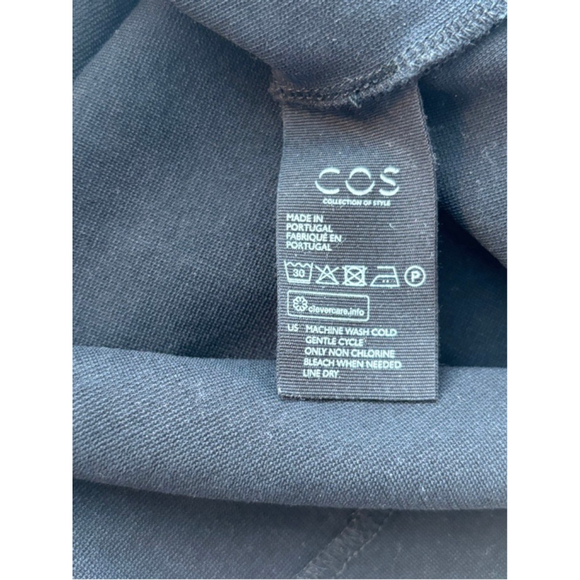 COS
COLLECTION OF STYLE
MADE IN
PORTUGAL
FABRIQUÉ EN
PORTUGAL
30 P
clevercare.info
US MACHINE WASH COLD
GENTLE CYCLE
ONLY NON CHLORINE
BLEACH WHEN NEEDED
LINE DRY